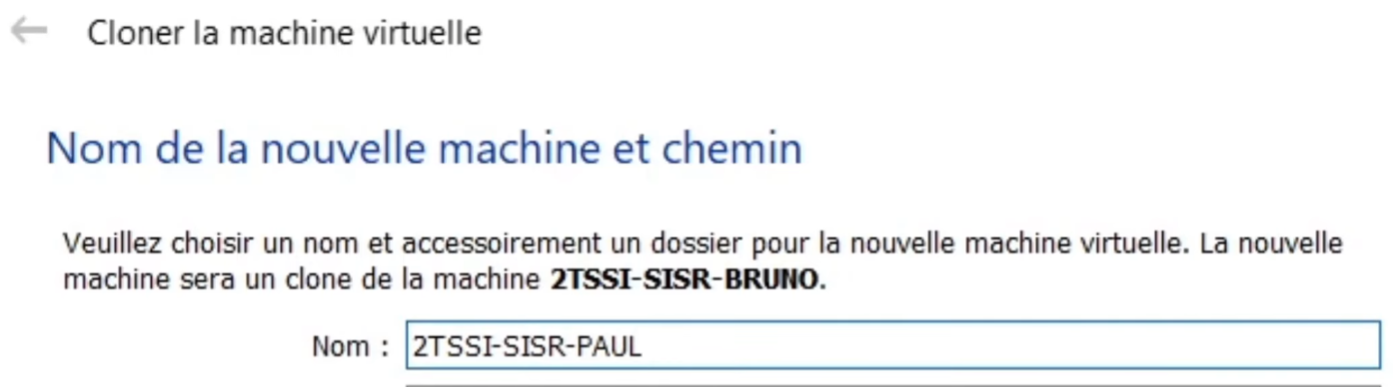 Cloner la machine virtuelle
Nom de la nouvelle machine et chemin
Veuillez choisir un nom et accessoirement un dossier pour la nouvelle machine virtuelle. La nouvelle
machine sera un clone de la machine 2TSSI-SISR-BRUNO.
Nom : 2TSSI-SISR-PAUL